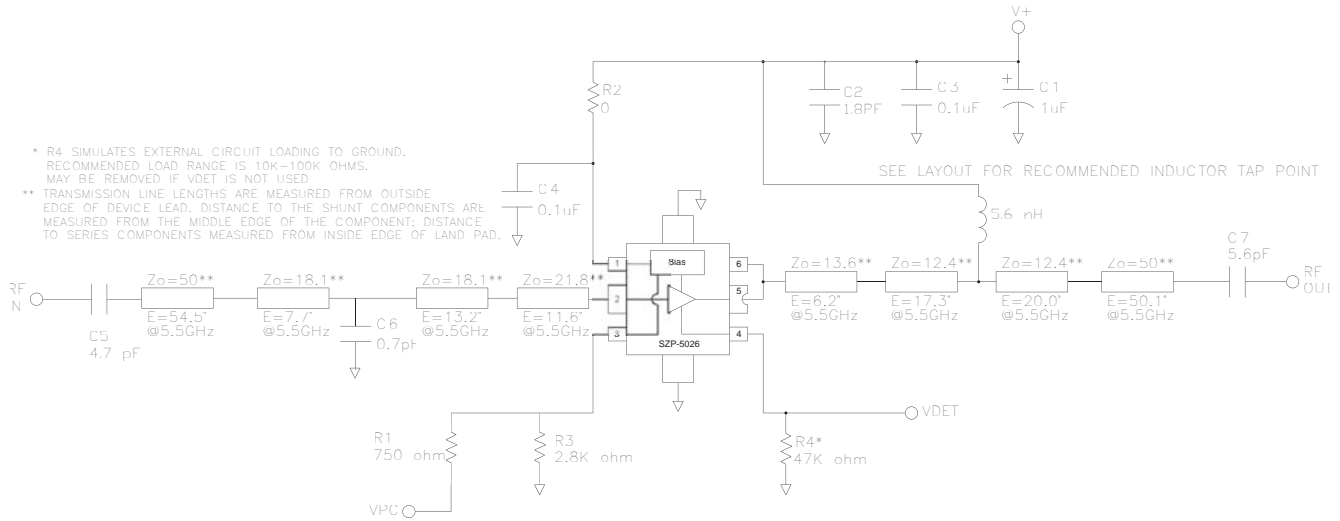 V+
R2
0
C2
1.8PF
C3
0.1uF
+
C1
1uF
* R4 SIMULATES EXTERNAL CIRCUIT LOADING TO GROUND.
RECOMMENDED LOAD RANGE IS 10K-100K OHMS.
MAY BE REMOVED IF VDET IS NOT USED
** TRANSMISSION LINE LENGTHS ARE MEASURED FROM OUTSIDE
EDGE OF DEVICE LEAD. DISTANCE TO THE SHUNT COMPONENTS ARE
MEASURED FROM THE MIDDLE EDGE OF THE COMPONENT; DISTANCE
TO SERIES COMPONENTS MEASURED FROM INSIDE EDGE OF LAND PAD.
C4
0.1uF
SEE LAYOUT FOR RECOMMENDED INDUCTOR TAP POINT
5.6 nH
RF
IN
C5
4.7 pF
Zo=50**
E=54.5°
@5.5GHz
Zo=18.1**
E=7.7°
@5.5GHz
C6
0.7pF
Zo=18.1**
E=13.2°
@5.5GHz
Zo=21.8**
E=11.6°
@5.5GHz
1
2
3
Bias
6
5
4
SZP-5026
Zo=13.6**
E=6.2°
@5.5GHz
Zo=12.4**
E=17.3°
@5.5GHz
Zo=12.4**
E=20.0°
@5.5GHz
Zo=50**
E=50.1°
@5.5GHz
C7
5.6pF
RF
OUT
R1
750 ohm
R3
2.8K ohm
VPC
R4*
47K ohm
VDET